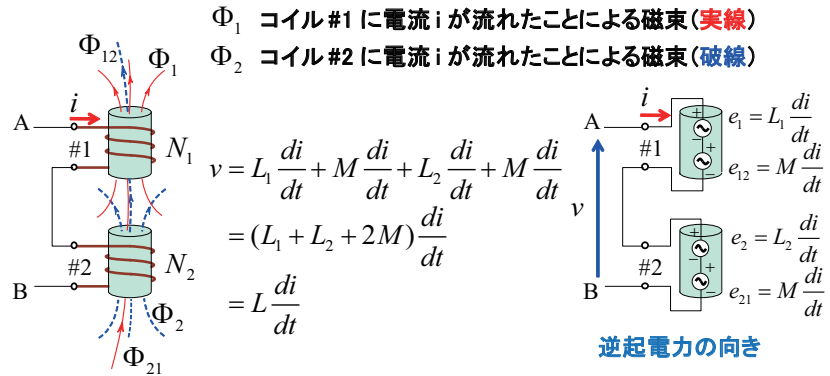 Φ₁ コイル#1に電流iが流れたことによる磁束(実線)
Φ₂ コイル#2に電流iが流れたことによる磁束(破線)
Φ₁₂
Φ₁
i
A
#1
N₁
#2
N₂
B
Φ₂
Φ₂₁
v = L₁ di/dt + M di/dt + L₂ di/dt + M di/dt
= (L₁ + L₂ + 2M) di/dt
= L di/dt
i
A
+
e₁ = L₁ di/dt
−
+
#1
e₁₂ = M di/dt
−
v
+
#2
e₂ = L₂ di/dt
−
+
B
e₂₁ = M di/dt
−
逆起電力の向き